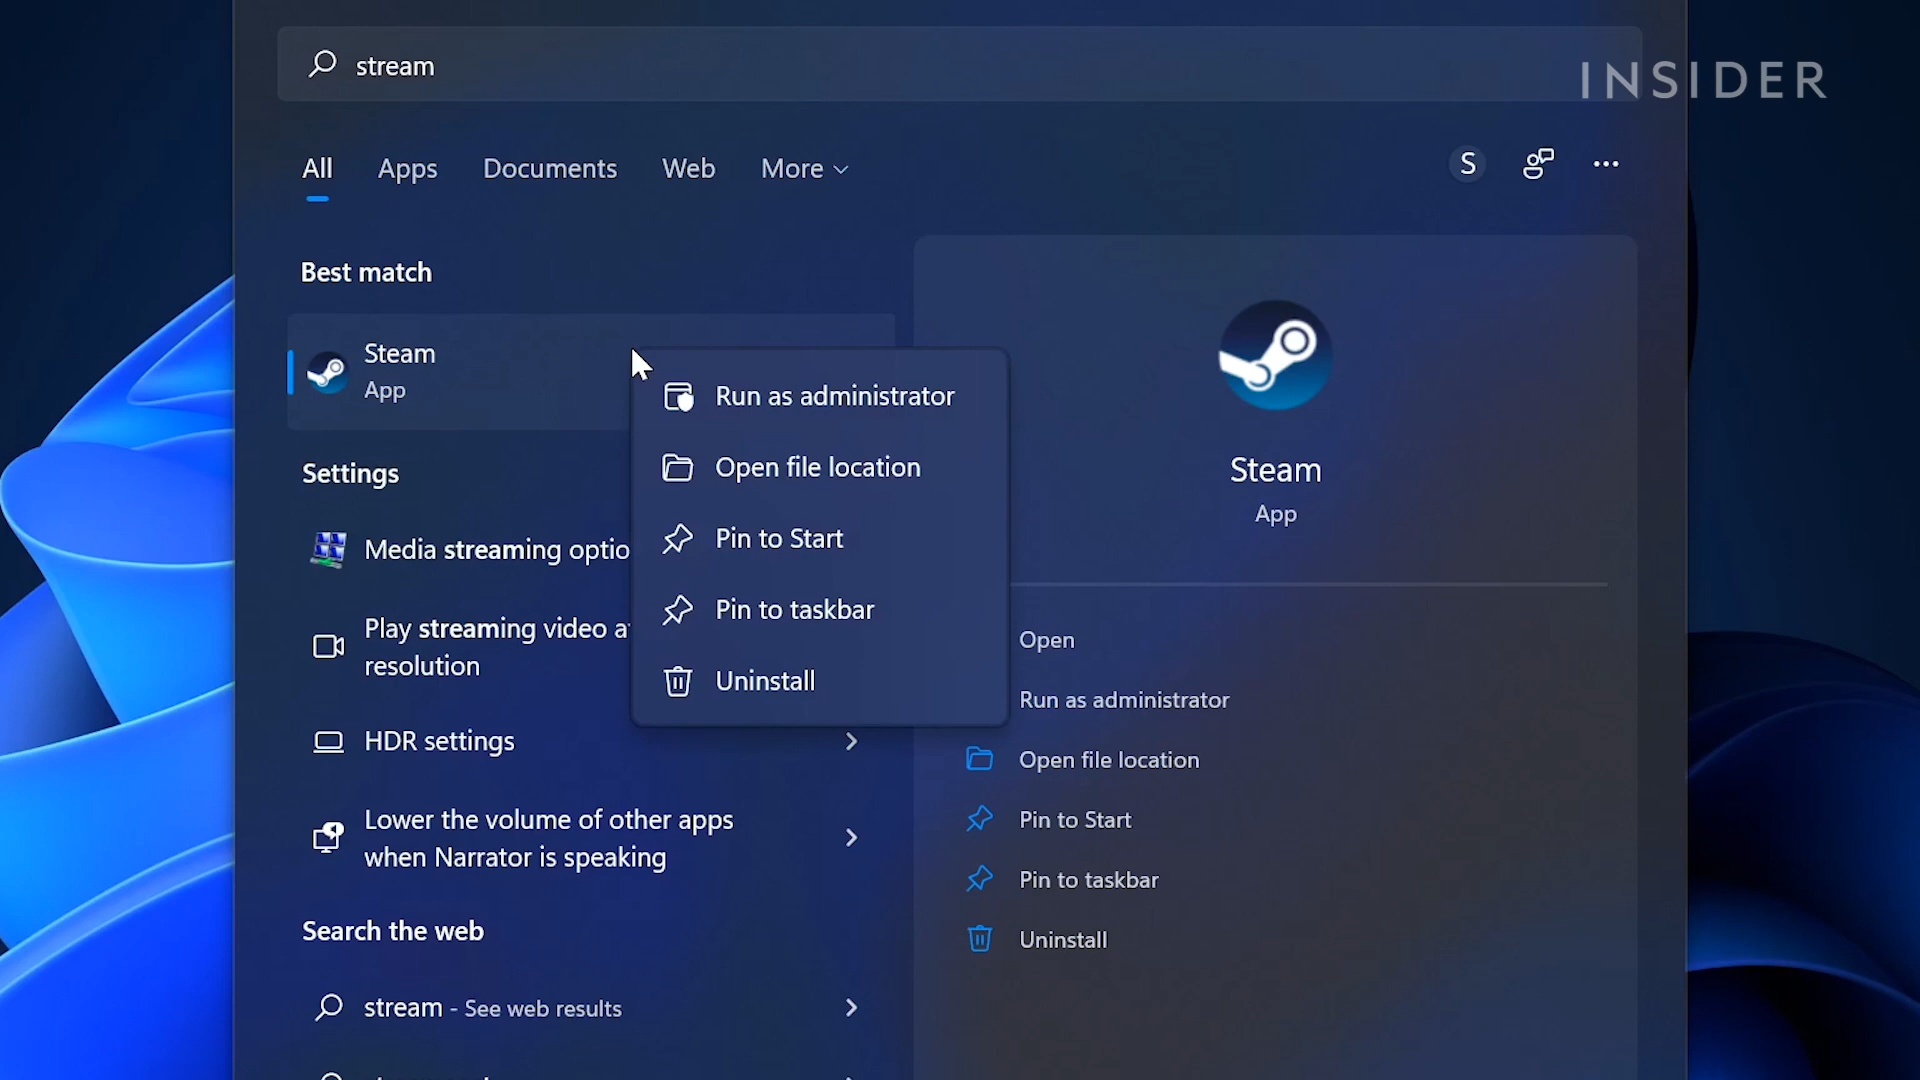 stream
INSIDER
All Apps Documents Web More S
Best match
Steam
App
Settings
Media streaming optio
Play streaming video a
resolution
HDR settings
Lower the volume of other apps
when Narrator is speaking
Search the web
stream - See web results
Run as administrator
Open file location
Pin to Start
Pin to taskbar
Uninstall
Steam
App
Open
Run as administrator
Open file location
Pin to Start
Pin to taskbar
Uninstall